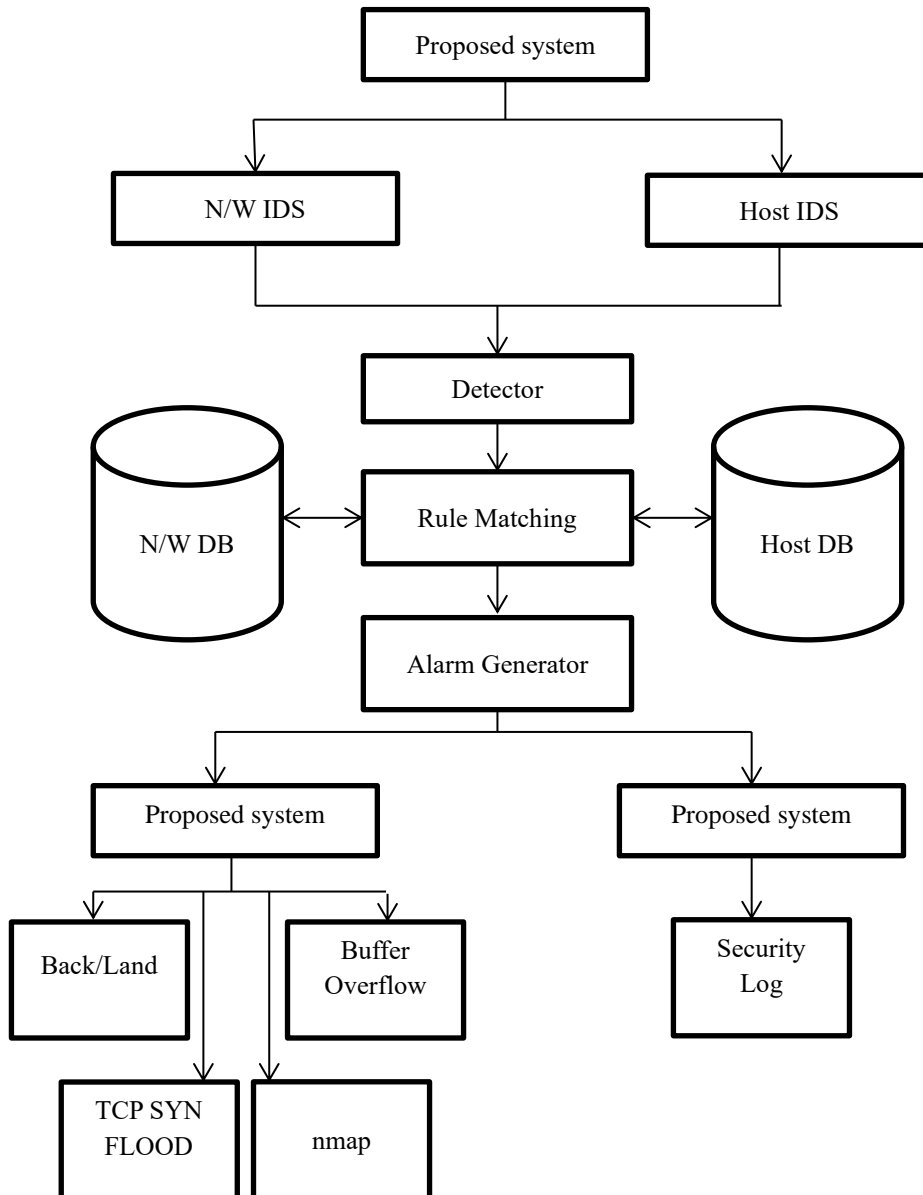 Proposed system
N/W IDS
Host IDS
Detector
N/W DB
Rule Matching
Host DB
Alarm Generator
Proposed system
Proposed system
Back/Land
Buffer
Overflow
Security
Log
TCP SYN
FLOOD
nmap